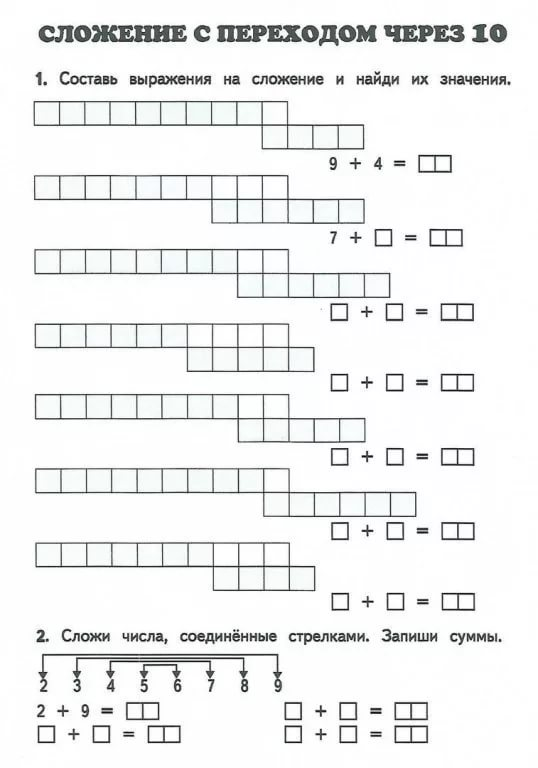 СЛОЖЕНИЕ С ПЕРЕХОДОМ ЧЕРЕЗ 10
1. Составь выражения на сложение и найди их значения.
9 + 4 = □□
7 + □ = □□
□ + □ = □□
□ + □ = □□
□ + □ = □□
□ + □ = □□
□ + □ = □□
2. Сложи числа, соединённые стрелками. Запиши суммы.
2 3 4 5 6 7 8 9
2 + 9 = □□ □ + □ = □□
□ + □ = □□ □ + □ = □□